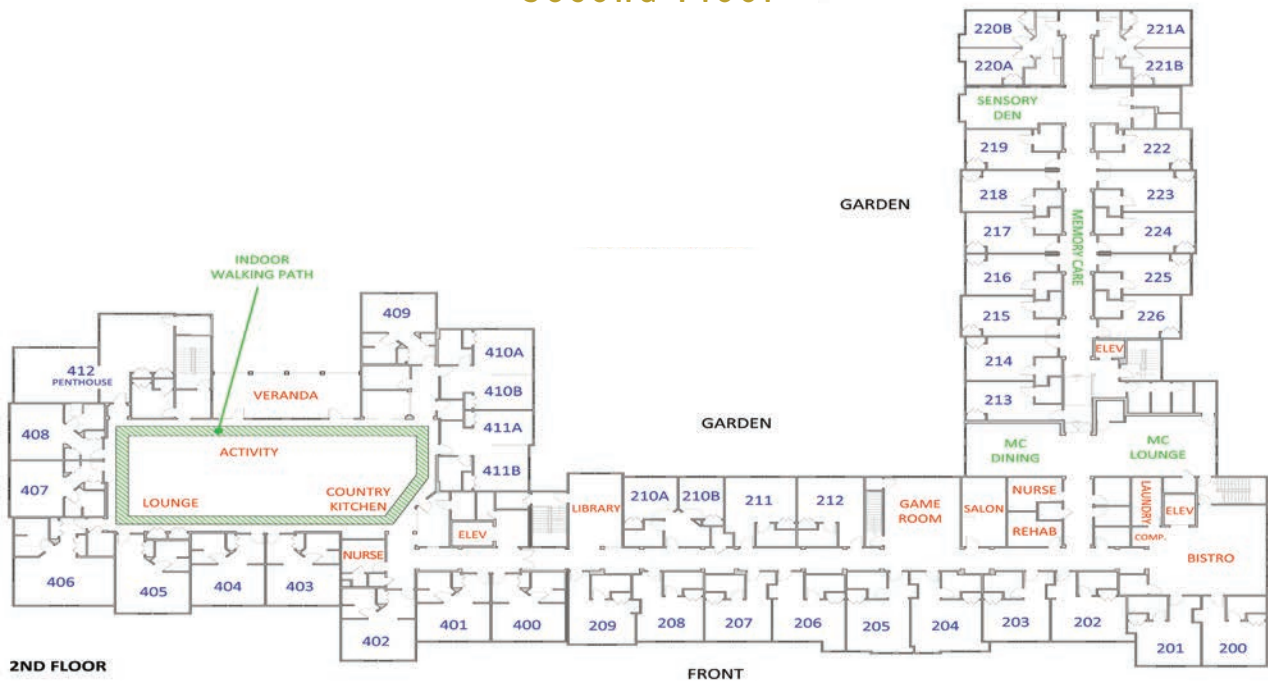 Second Floor
220B
221A
220A
221B
SENSORY
DEN
219
222
218
223
GARDEN
217
224
MEMORY CARE
216
225
215
226
INDOOR
WALKING PATH
409
410A
ELEV
214
412
PENTHOUSE
410B
VERANDA
213
408
411A
GARDEN
ACTIVITY
MC
DINING
MC
LOUNGE
411B
407
LOUNGE
COUNTRY
KITCHEN
210A
210B
211
212
GAME
ROOM
SALON
NURSE
LAUNDRY
LIBRARY
ELEV
ELEV
REHAB
COMP.
NURSE
BISTRO
406
405
404
403
402
401
400
209
208
207
206
205
204
203
202
201
200
2ND FLOOR
FRONT